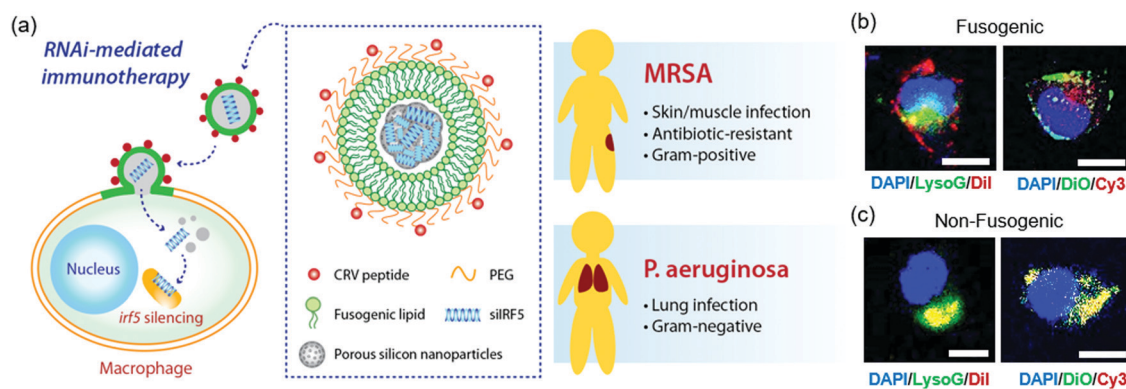 (a)
RNAi-mediated
immunotherapy
Nucleus
irf5 silencing
Macrophage
CRV peptide
PEG
Fusogenic lipid
siIRF5
Porous silicon nanoparticles
MRSA
• Skin/muscle infection
• Antibiotic-resistant
• Gram-positive
P. aeruginosa
• Lung infection
• Gram-negative
(b)
Fusogenic
DAPI/LysoG/DiI
DAPI/DiO/Cy3
(c)
Non-Fusogenic
DAPI/LysoG/DiI
DAPI/DiO/Cy3